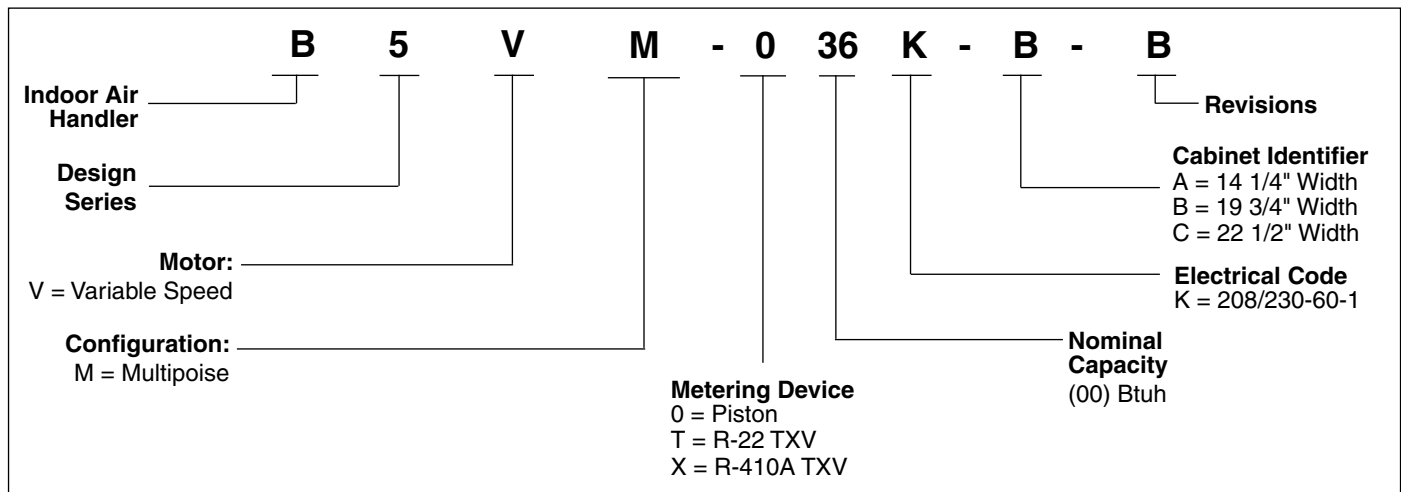 B 5 V M - 0 36 K - B - B
Indoor Air
Handler
Design
Series
Motor:
V = Variable Speed
Configuration:
M = Multipoise
Metering Device
0 = Piston
T = R-22 TXV
X = R-410A TXV
Nominal
Capacity
(00) Btuh
Electrical Code
K = 208/230-60-1
Cabinet Identifier
A = 14 1/4" Width
B = 19 3/4" Width
C = 22 1/2" Width
Revisions